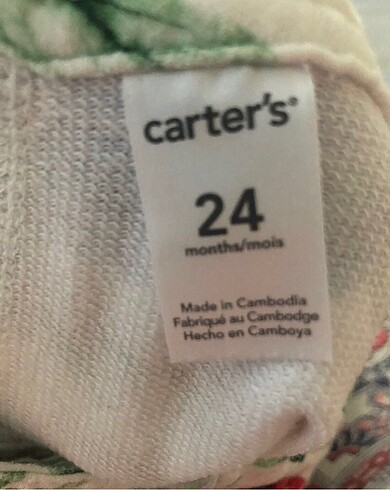 carter's®
24
months/mois
Made in Cambodia
Fabriqué au Cambodge
Hecho en Camboya